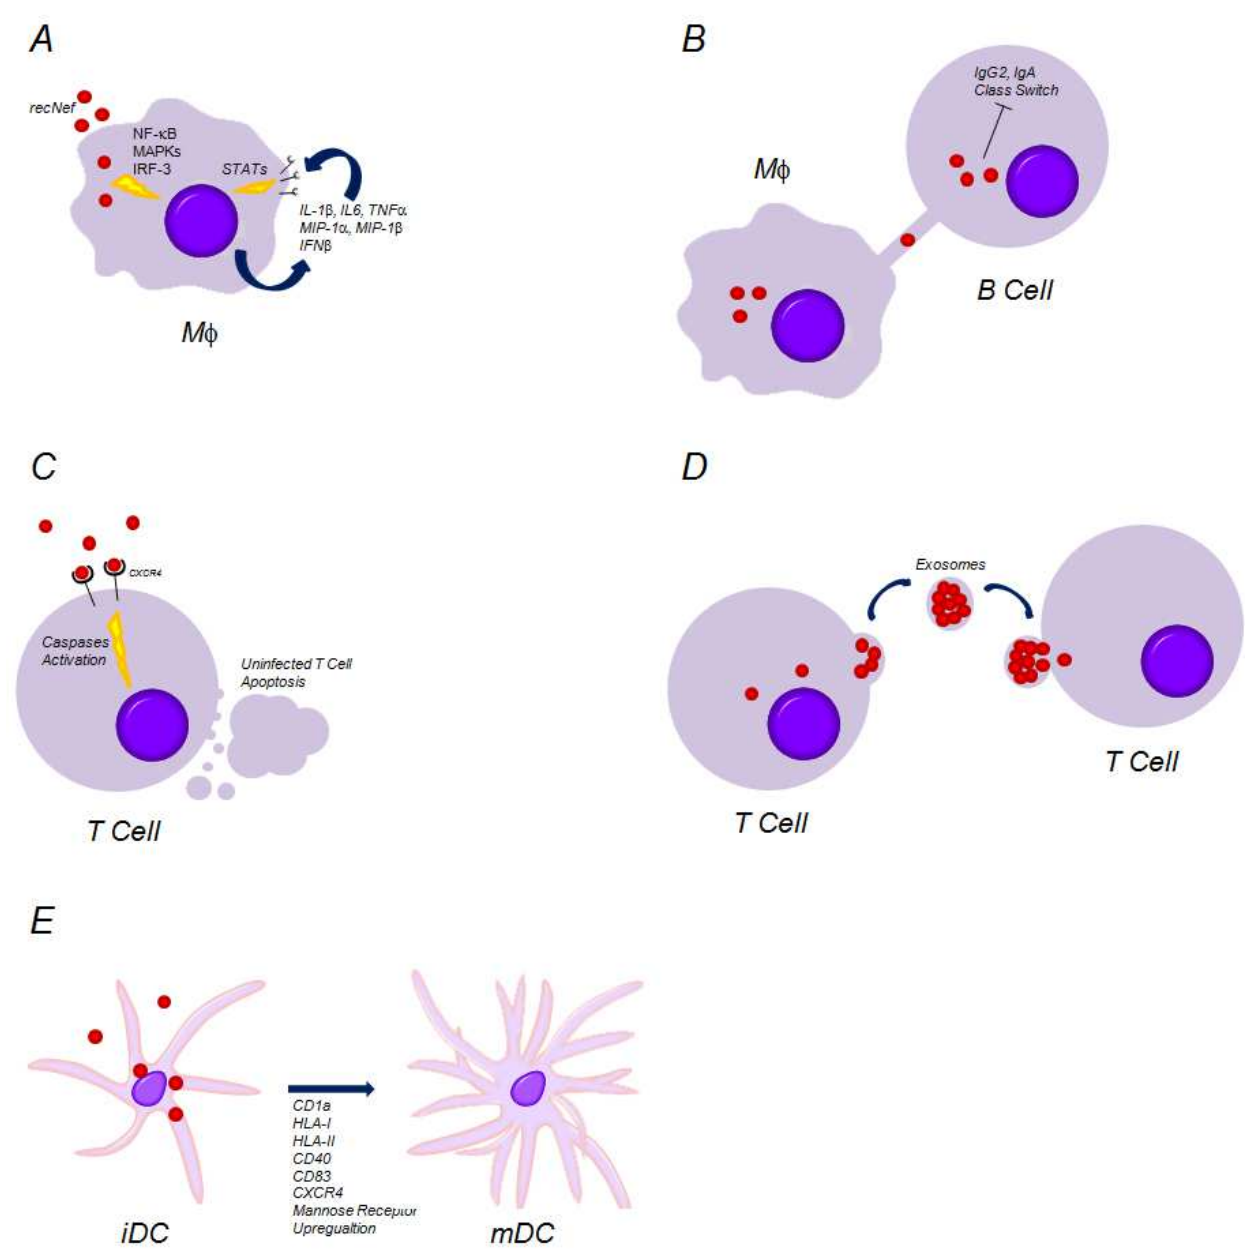 A
recNef
NF-κB
MAPKs
IRF-3
STATs
IL-1β, IL6, TNFα
MIP-1α, MIP-1β
IFNβ
Mϕ
B
IgG2, IgA
Class Switch
Mϕ
B Cell
C
CXCR4
Caspases
Activation
Uninfected T Cell
Apoptosis
T Cell
D
Exosomes
T Cell
T Cell
E
CD1a
HLA-I
HLA-II
CD40
CD83
CXCR4
Mannose Receptor
Upregualtion
iDC
mDC